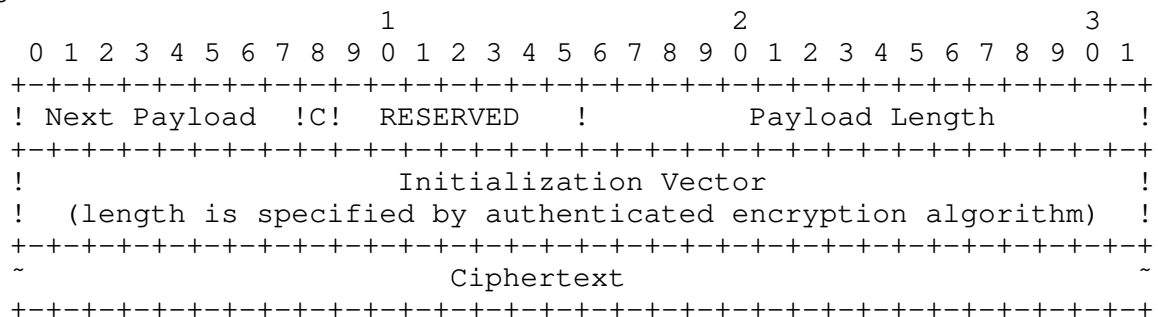 1                   2                   3
 0 1 2 3 4 5 6 7 8 9 0 1 2 3 4 5 6 7 8 9 0 1 2 3 4 5 6 7 8 9 0 1
+-+-+-+-+-+-+-+-+-+-+-+-+-+-+-+-+-+-+-+-+-+-+-+-+-+-+-+-+-+-+-+-+
! Next Payload  !C!  RESERVED   !         Payload Length        !
+-+-+-+-+-+-+-+-+-+-+-+-+-+-+-+-+-+-+-+-+-+-+-+-+-+-+-+-+-+-+-+-+
!                     Initialization Vector                     !
!  (length is specified by authenticated encryption algorithm)  !
+-+-+-+-+-+-+-+-+-+-+-+-+-+-+-+-+-+-+-+-+-+-+-+-+-+-+-+-+-+-+-+-+
~                        Ciphertext                             ~
+-+-+-+-+-+-+-+-+-+-+-+-+-+-+-+-+-+-+-+-+-+-+-+-+-+-+-+-+-+-+-+-+